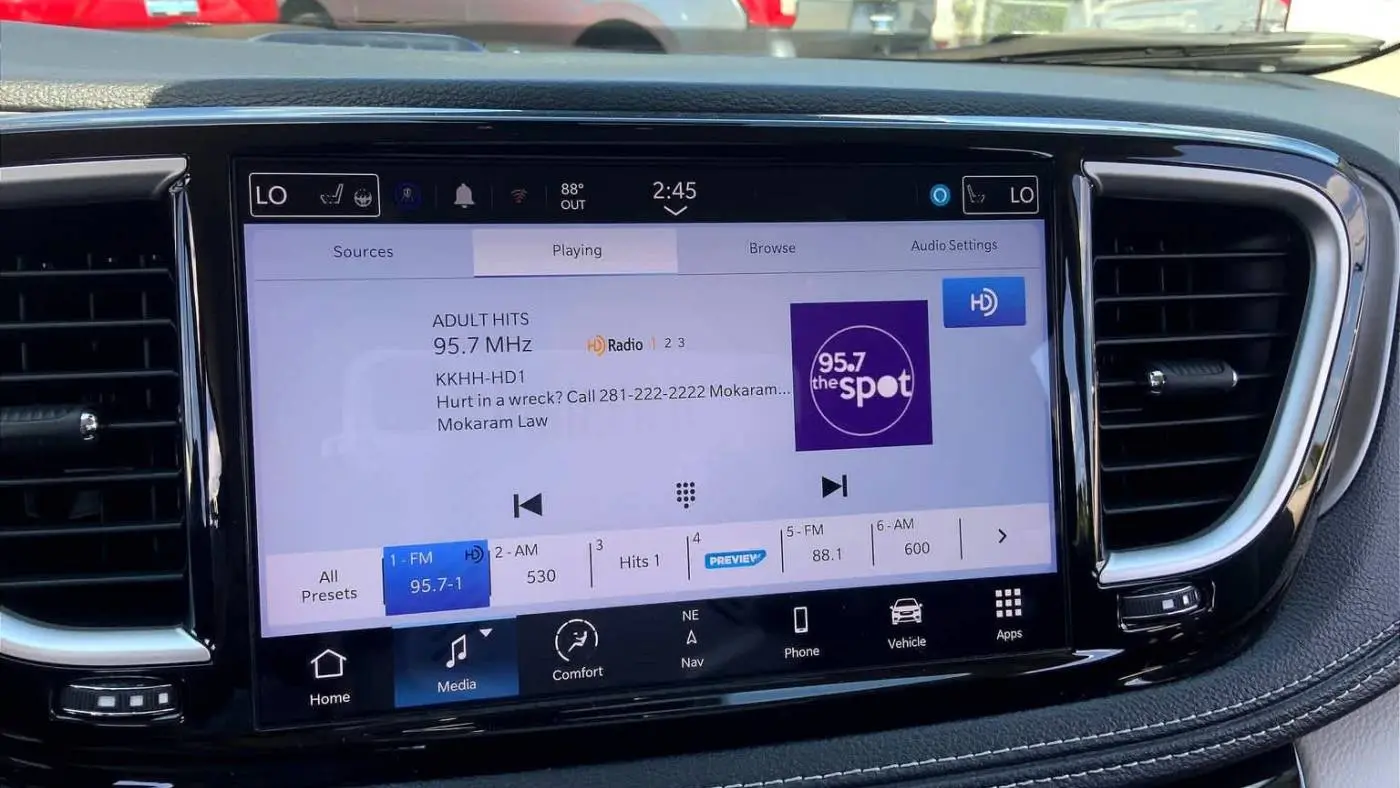 LO
88°
OUT
2:45
LO
Sources
Playing
Browse
Audio Settings
HD
ADULT HITS
95.7 MHz
HD Radio 1 2 3
KKHH-HD1
Hurt in a wreck? Call 281-222-2222 Mokaram...
Mokaram Law
95.7
the spot
All
Presets
1 - FM HD
95.7-1
2 - AM
530
3
Hits 1
4
PREVIEW
5 - FM
88.1
6 - AM
600
Home
Media
Comfort
NE
Nav
Phone
Vehicle
Apps